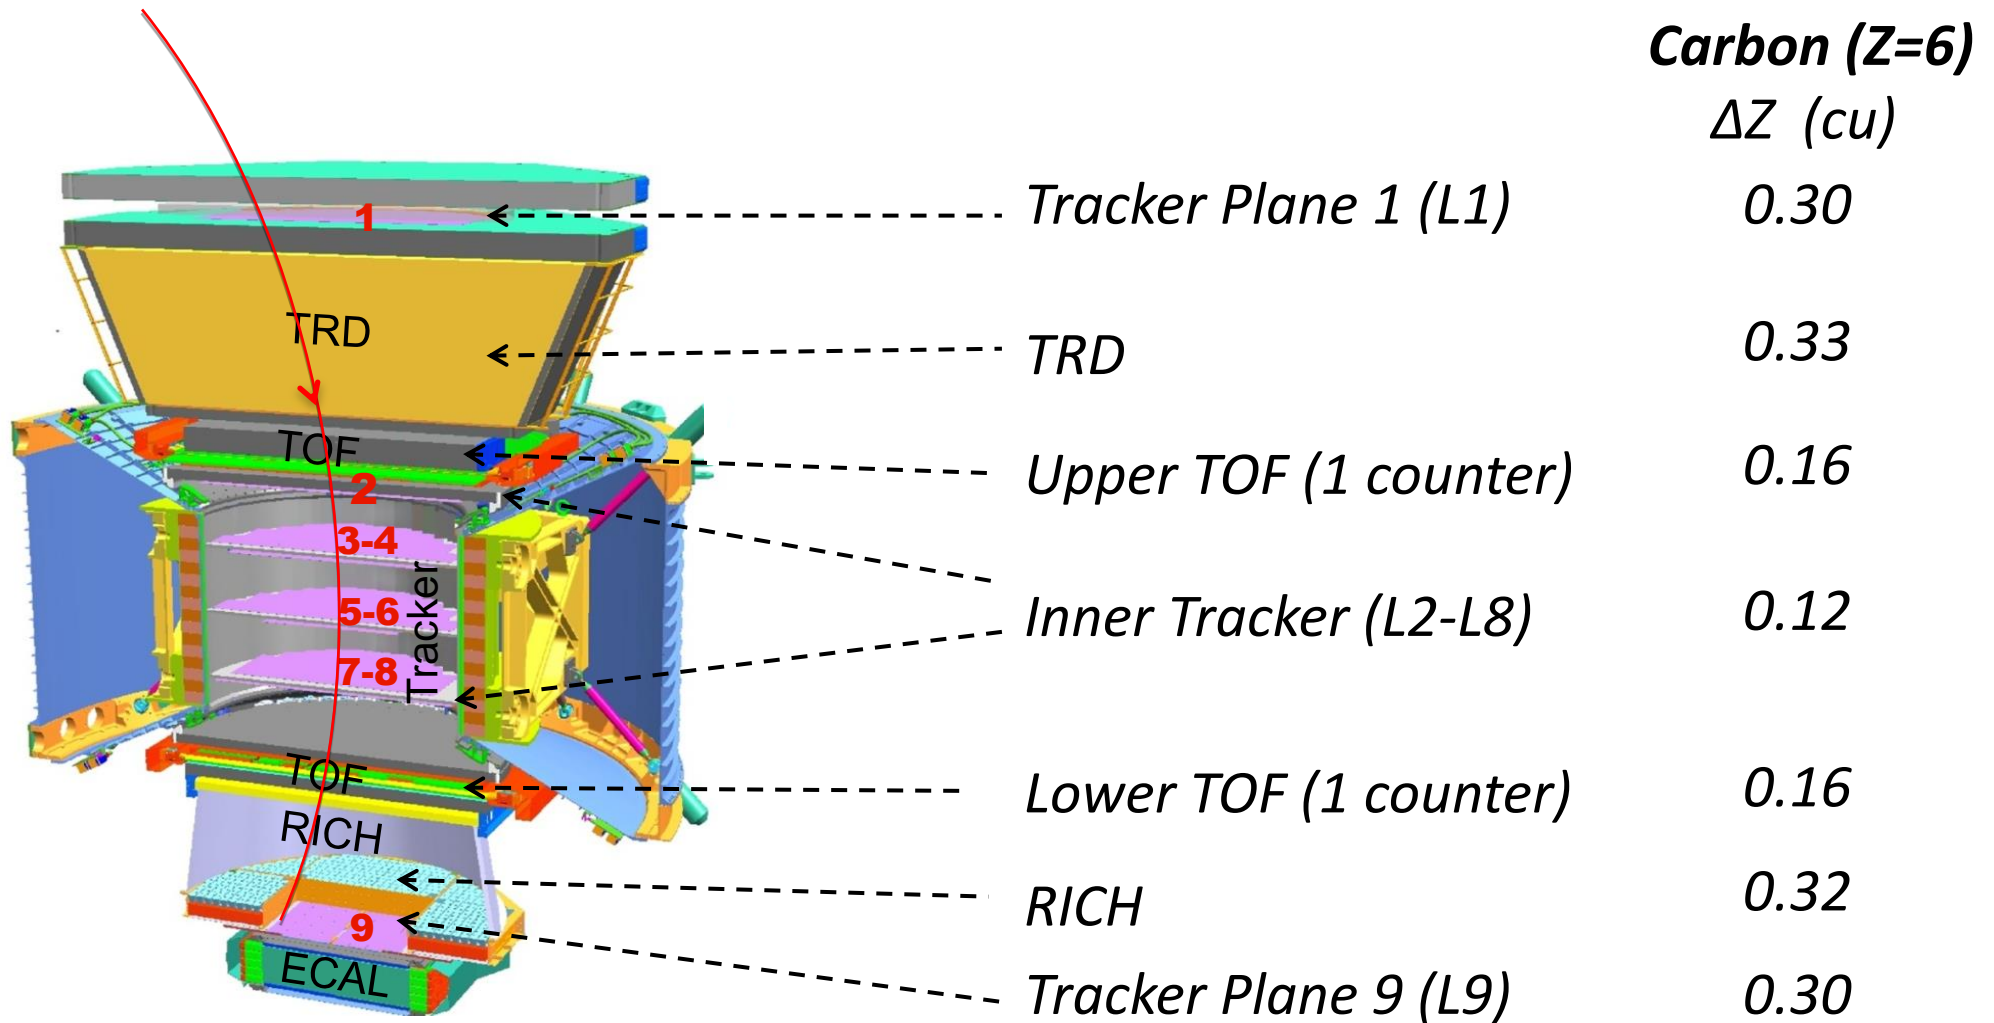 Carbon (Z=6)
ΔZ (cu)
1
Tracker Plane 1 (L1) 0.30
TRD
TRD 0.33
TOF
Upper TOF (1 counter) 0.16
2
3-4
5-6
7-8
Tracker
Inner Tracker (L2-L8) 0.12
TOF
Lower TOF (1 counter) 0.16
RICH
RICH 0.32
9
ECAL
Tracker Plane 9 (L9) 0.30